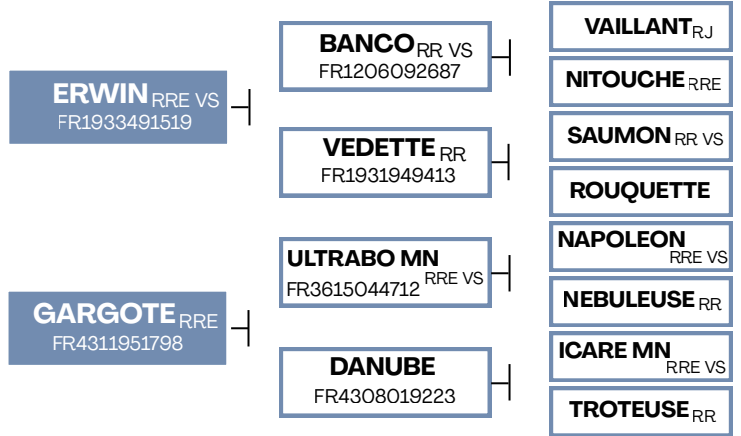 ERWIN RRE VS
FR1933491519
GARGOTE RRE
FR4311951798
BANCO RR VS
FR1206092687
VEDETTE RR
FR1931949413
ULTRABO MN
FR3615044712 RRE VS
DANUBE
FR4308019223
VAILLANT RJ
NITOUCHE RRE
SAUMON RR VS
ROUQUETTE
NAPOLEON
RRE VS
NEBULEUSE RR
ICARE MN
RRE VS
TROTEUSE RR